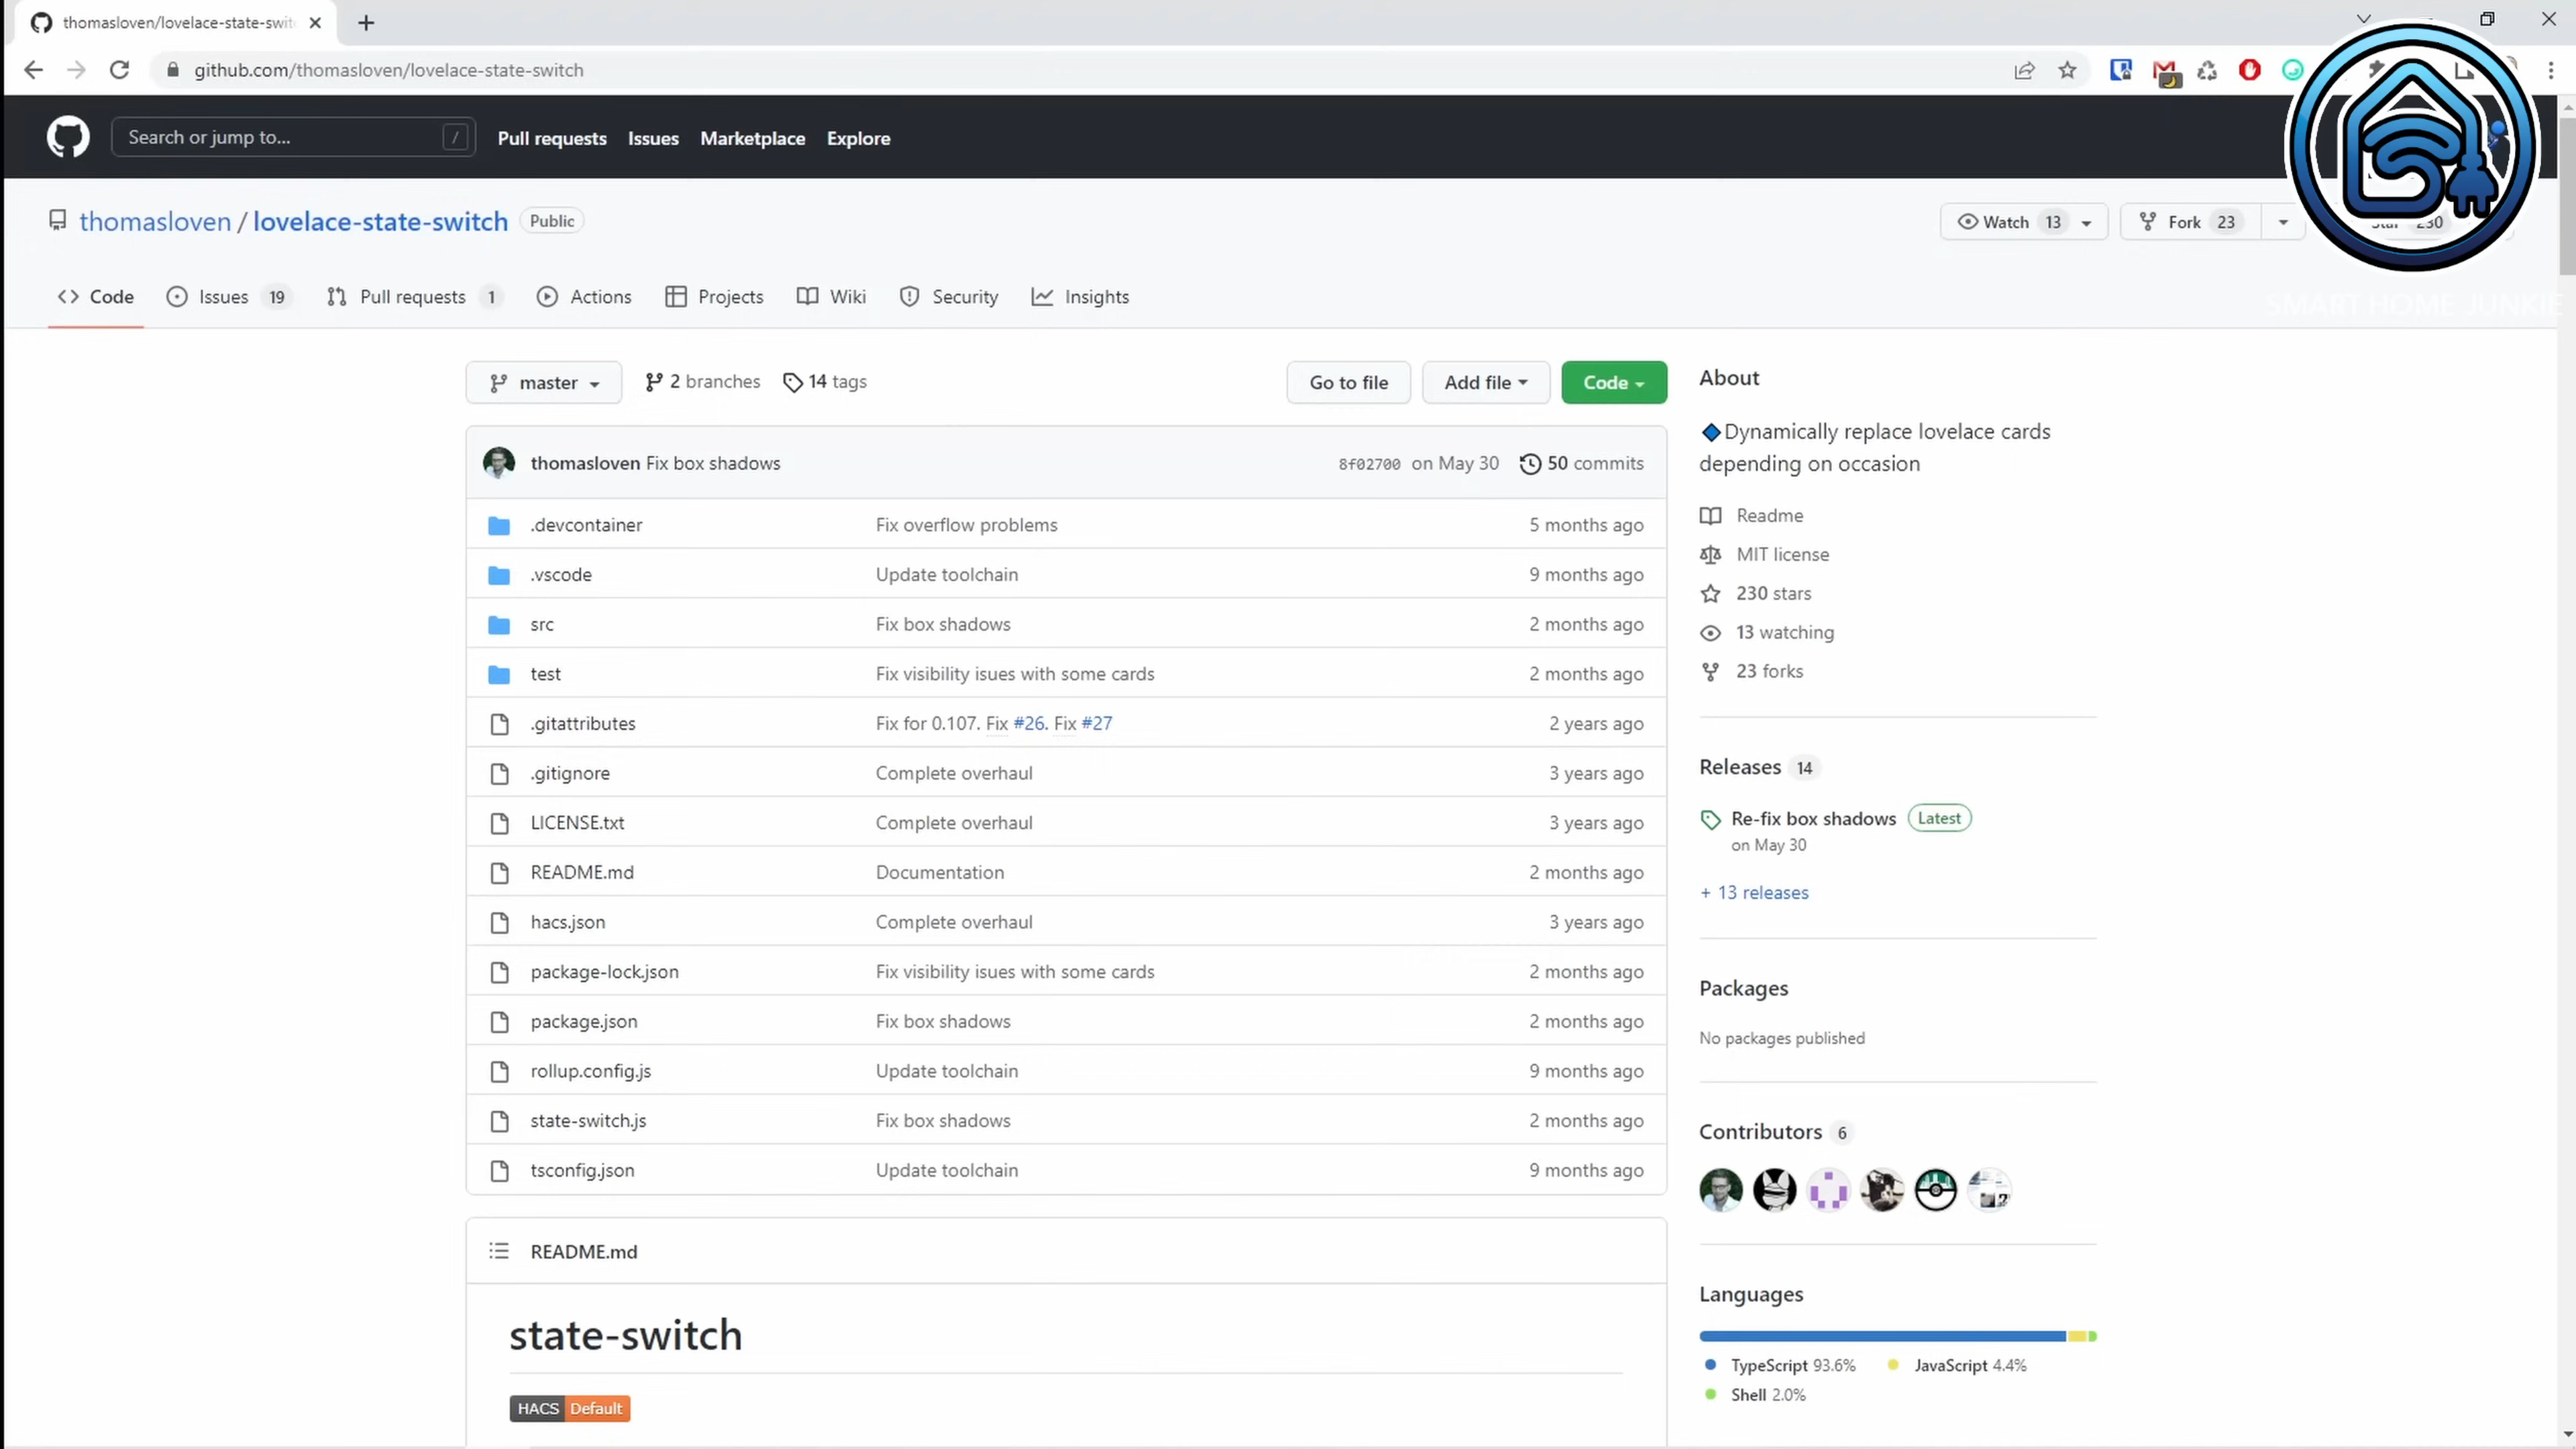 thomasloven/lovelace-state-swit
github.com/thomasloven/lovelace-state-switch
Search or jump to...
/
Pull requests
Issues
Marketplace
Explore
thomasloven / lovelace-state-switch
Public
Watch 13
Fork 23
Star 230
SMART HOME JUNKIE
Code
Issues 19
Pull requests 1
Actions
Projects
Wiki
Security
Insights
master
2 branches
14 tags
Go to file
Add file
Code
thomasloven Fix box shadows
8f02700 on May 30
50 commits
.devcontainer Fix overflow problems 5 months ago
.vscode Update toolchain 9 months ago
src Fix box shadows 2 months ago
test Fix visibility isues with some cards 2 months ago
.gitattributes Fix for 0.107. Fix #26. Fix #27 2 years ago
.gitignore Complete overhaul 3 years ago
LICENSE.txt Complete overhaul 3 years ago
README.md Documentation 2 months ago
hacs.json Complete overhaul 3 years ago
package-lock.json Fix visibility isues with some cards 2 months ago
package.json Fix box shadows 2 months ago
rollup.config.js Update toolchain 9 months ago
state-switch.js Fix box shadows 2 months ago
tsconfig.json Update toolchain 9 months ago
README.md
state-switch
HACS Default
About
Dynamically replace lovelace cards
depending on occasion
Readme
MIT license
230 stars
13 watching
23 forks
Releases 14
Re-fix box shadows Latest
on May 30
+ 13 releases
Packages
No packages published
Contributors 6
Languages
TypeScript 93.6% JavaScript 4.4%
Shell 2.0%